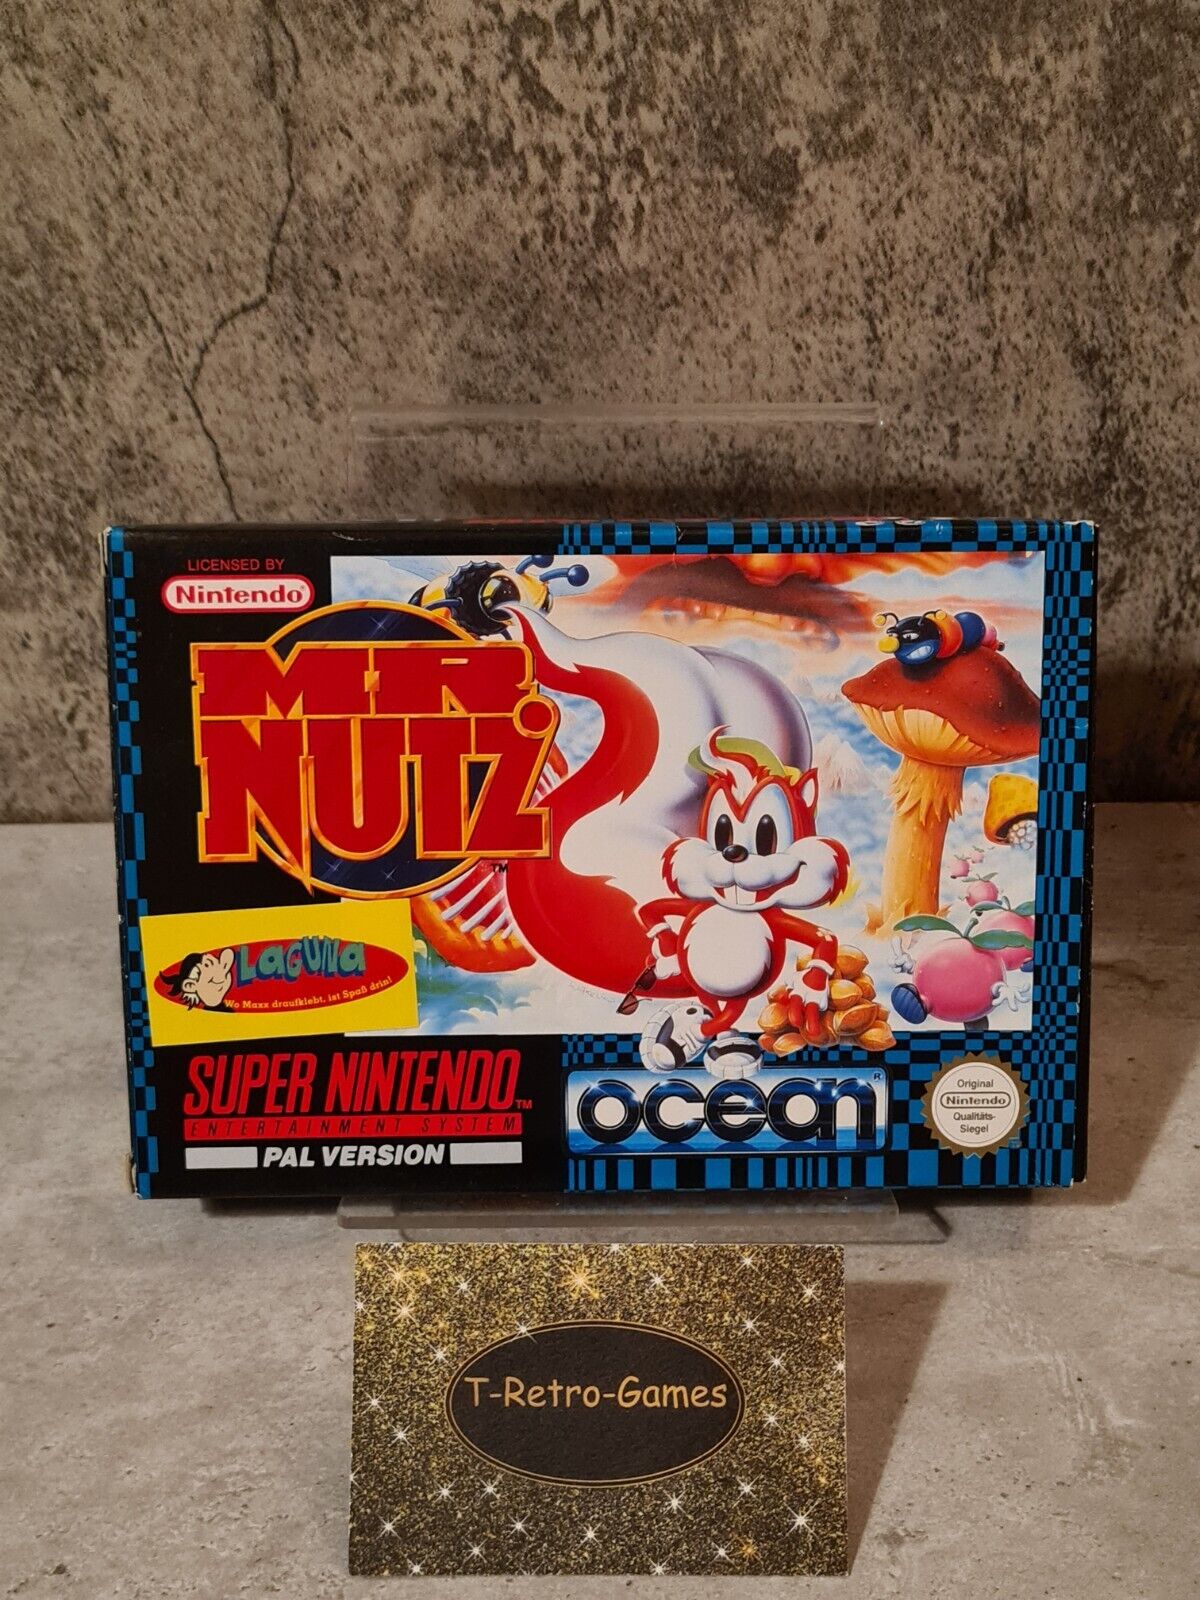 LICENSED BY
Nintendo®
MR.
NUTZ
TM
LAGUNA
Wo Maxx draufklebt, ist Spaß drin!
SUPER NINTENDO TM
ENTERTAINMENT SYSTEM
PAL VERSION
ocean®
Original
Nintendo
Qualitäts-
Siegel
T-Retro-Games